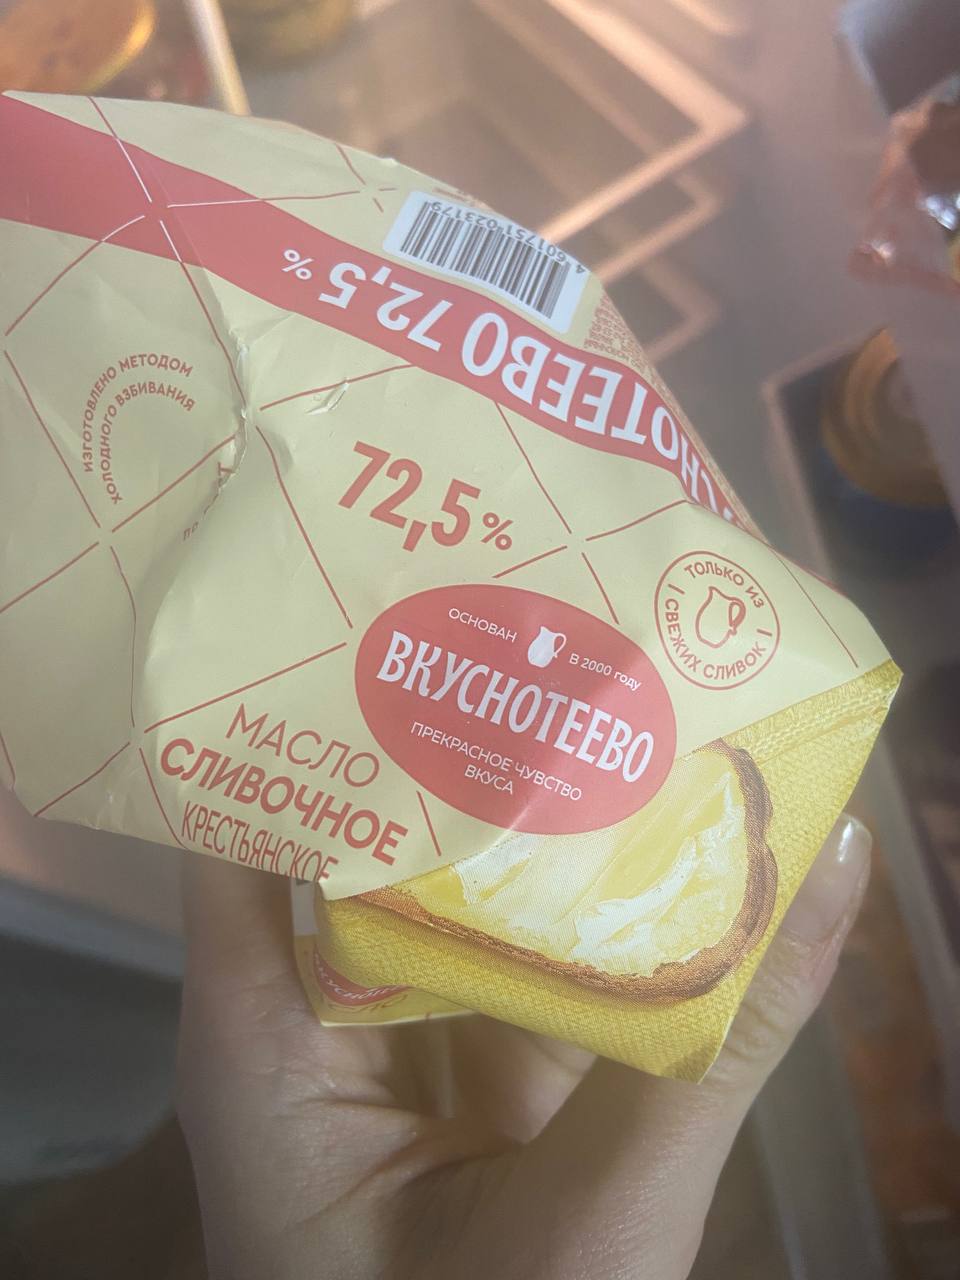 4 601751 023179
ВКУСНОТЕЕВО 72,5 %
ИЗГОТОВЛЕНО МЕТОДОМ
ХОЛОДНОГО ВЗБИВАНИЯ
72,5 %
ТОЛЬКО ИЗ
СВЕЖИХ СЛИВОК
ОСНОВАН В 2000 году
ВКУСНОТЕЕВО
ПРЕКРАСНОЕ ЧУВСТВО
ВКУСА
МАСЛО
СЛИВОЧНОЕ
КРЕСТЬЯНСКОЕ